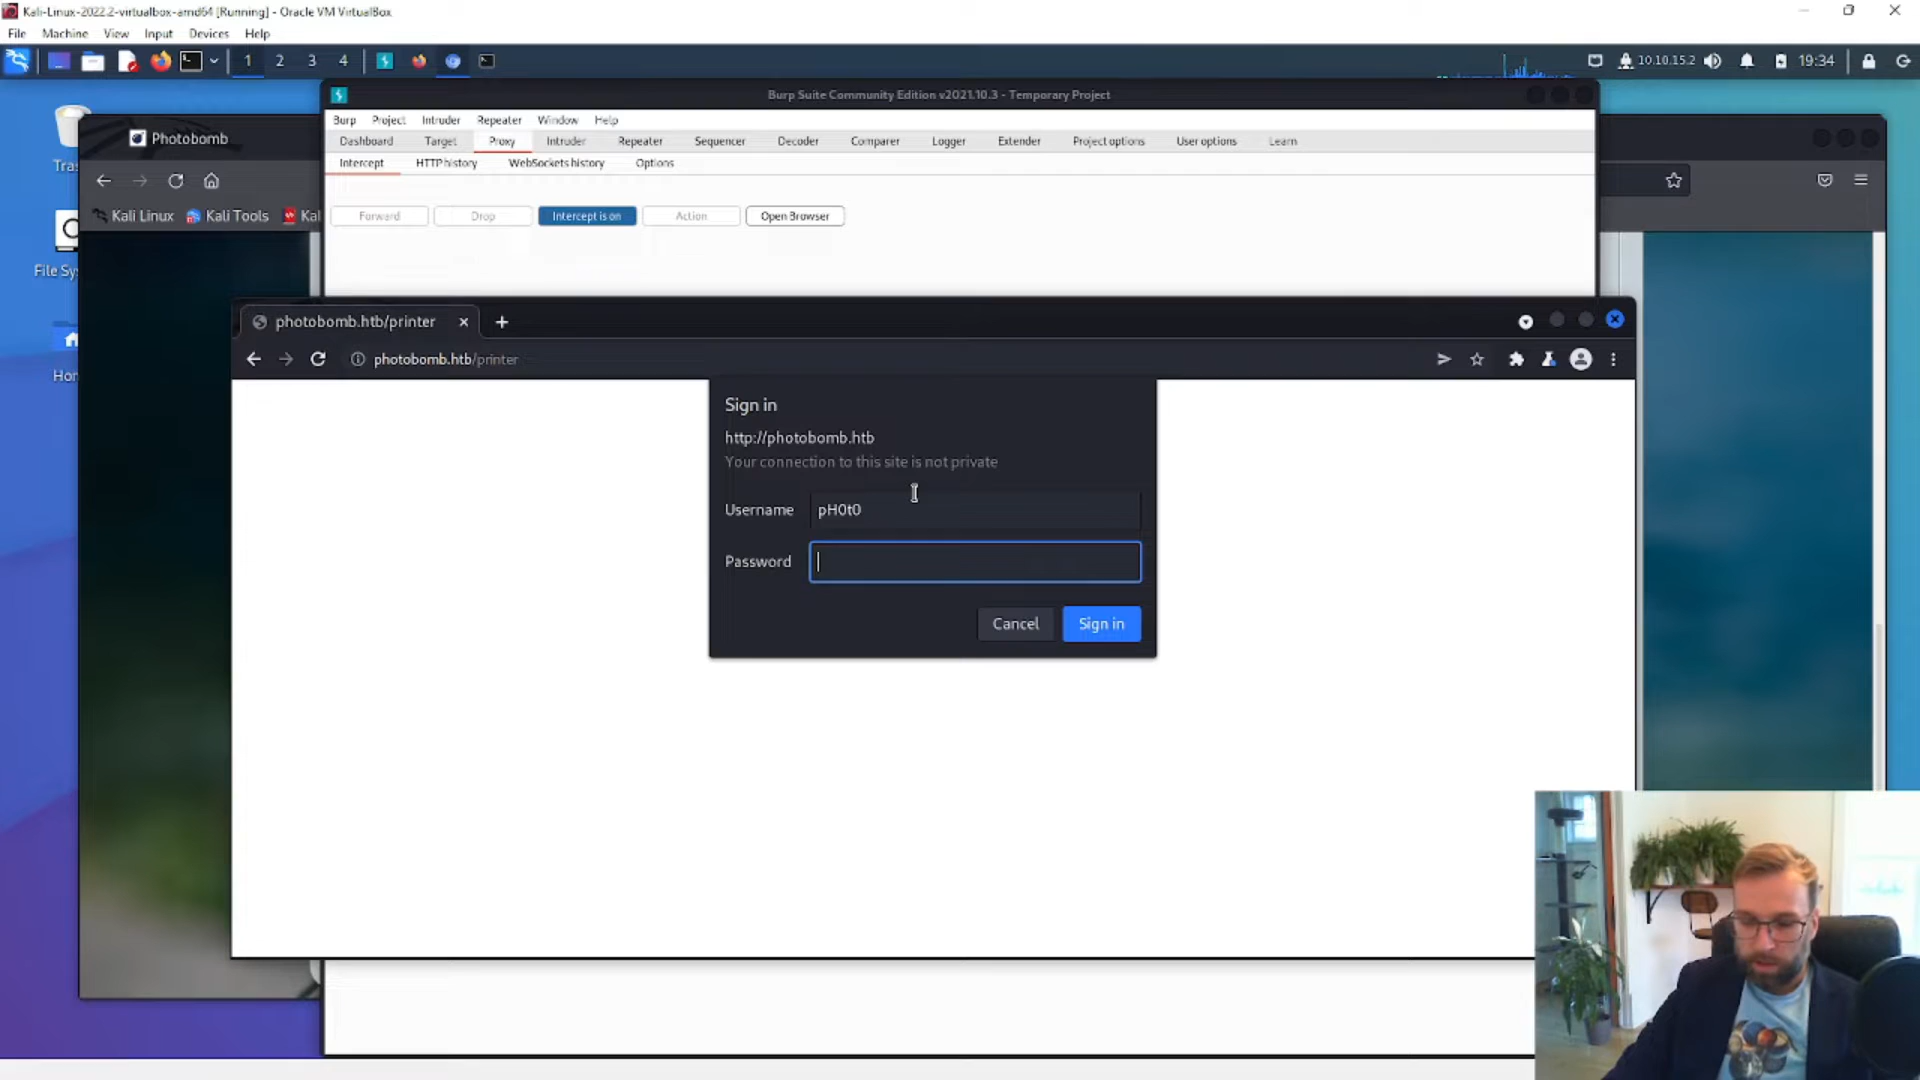 Kali-Linux-2022.2-virtualbox-amd64 [Running] - Oracle VM VirtualBox
File Machine View Input Devices Help
1 2 3 4
10.10.15.2
19:34
Burp Suite Community Edition v2021.10.3 - Temporary Project
Burp Project Intruder Repeater Window Help
Photobomb
Dashboard Target Proxy Intruder Repeater Sequencer Decoder Comparer Logger Extender Project options User options Learn
Intercept HTTP history WebSockets history Options
Tra
Kali Linux Kali Tools Kal
Forward Drop Intercept is on Action Open Browser
File Sy
photobomb.htb/printer
photobomb.htb/printer
Hon
Sign in
http://photobomb.htb
Your connection to this site is not private
Username pH0t0
Password
Cancel Sign in